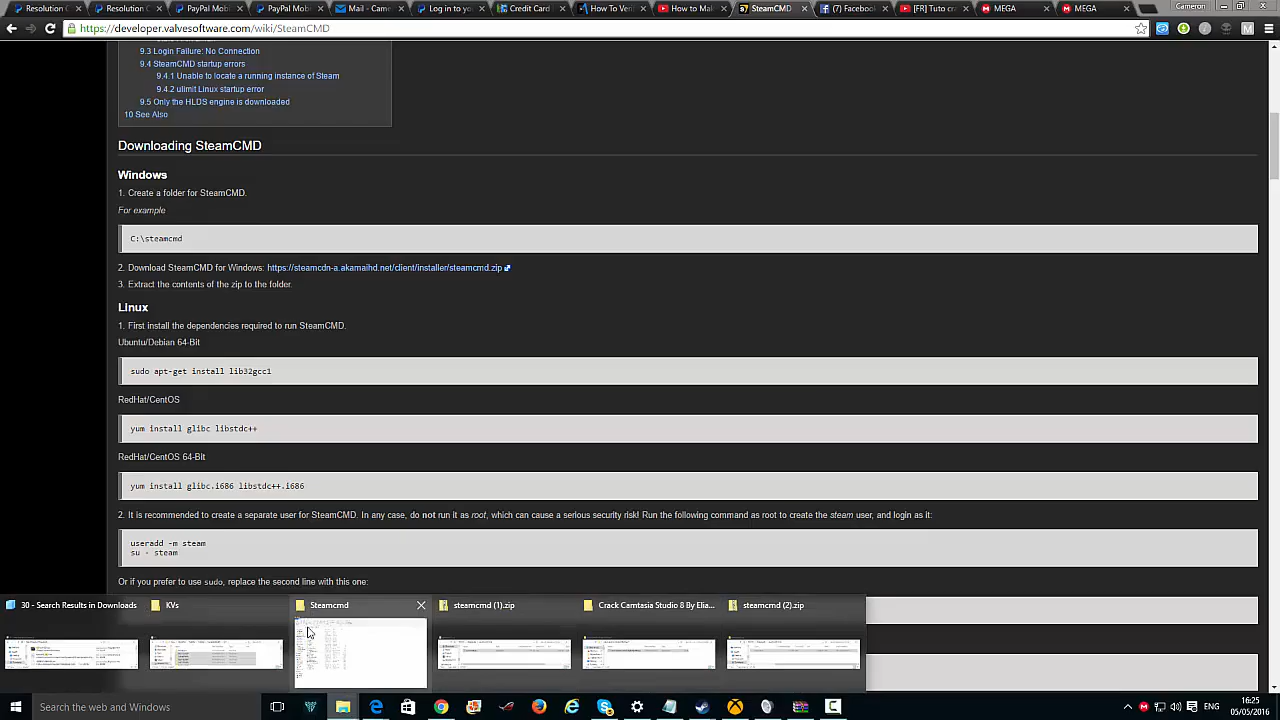 Resolution C
Resolution C
PayPal Mobil
PayPal Mobil
Mail - Came
Log in to you
Credit Card
How To Veri
How to Mak
SteamCMD
Facebook
[FR] Tuto cra
MEGA
MEGA
Cameron
https://developer.valvesoftware.com/wiki/SteamCMD
9.3 Login Failure: No Connection
9.4 SteamCMD startup errors
9.4.1 Unable to locate a running instance of Steam
9.4.2 ulimit Linux startup error
9.5 Only the HLDS engine is downloaded
10 See Also
Downloading SteamCMD
Windows
1. Create a folder for SteamCMD.
For example
C:\steamcmd
2. Download SteamCMD for Windows: https://steamcdn-a.akamaihd.net/client/installer/steamcmd.zip
3. Extract the contents of the zip to the folder.
Linux
1. First install the dependencies required to run SteamCMD.
Ubuntu/Debian 64-Bit
sudo apt-get install lib32gcc1
RedHat/CentOS
yum install glibc libstdc++
RedHat/CentOS 64-Bit
yum install glibc.i686 libstdc++.i686
2. It is recommended to create a separate user for SteamCMD. In any case, do not run it as root, which can cause a serious security risk! Run the following command as root to create the steam user, and login as it:
useradd -m steam
su - steam
Or if you prefer to use sudo, replace the second line with this one:
30 - Search Results in Downloads
KVs
Steamcmd
steamcmd (1).zip
Crack Camtasia Studio 8 By Elia...
steamcmd (2).zip
Search the web and Windows
ENG
16:25
05/05/2016